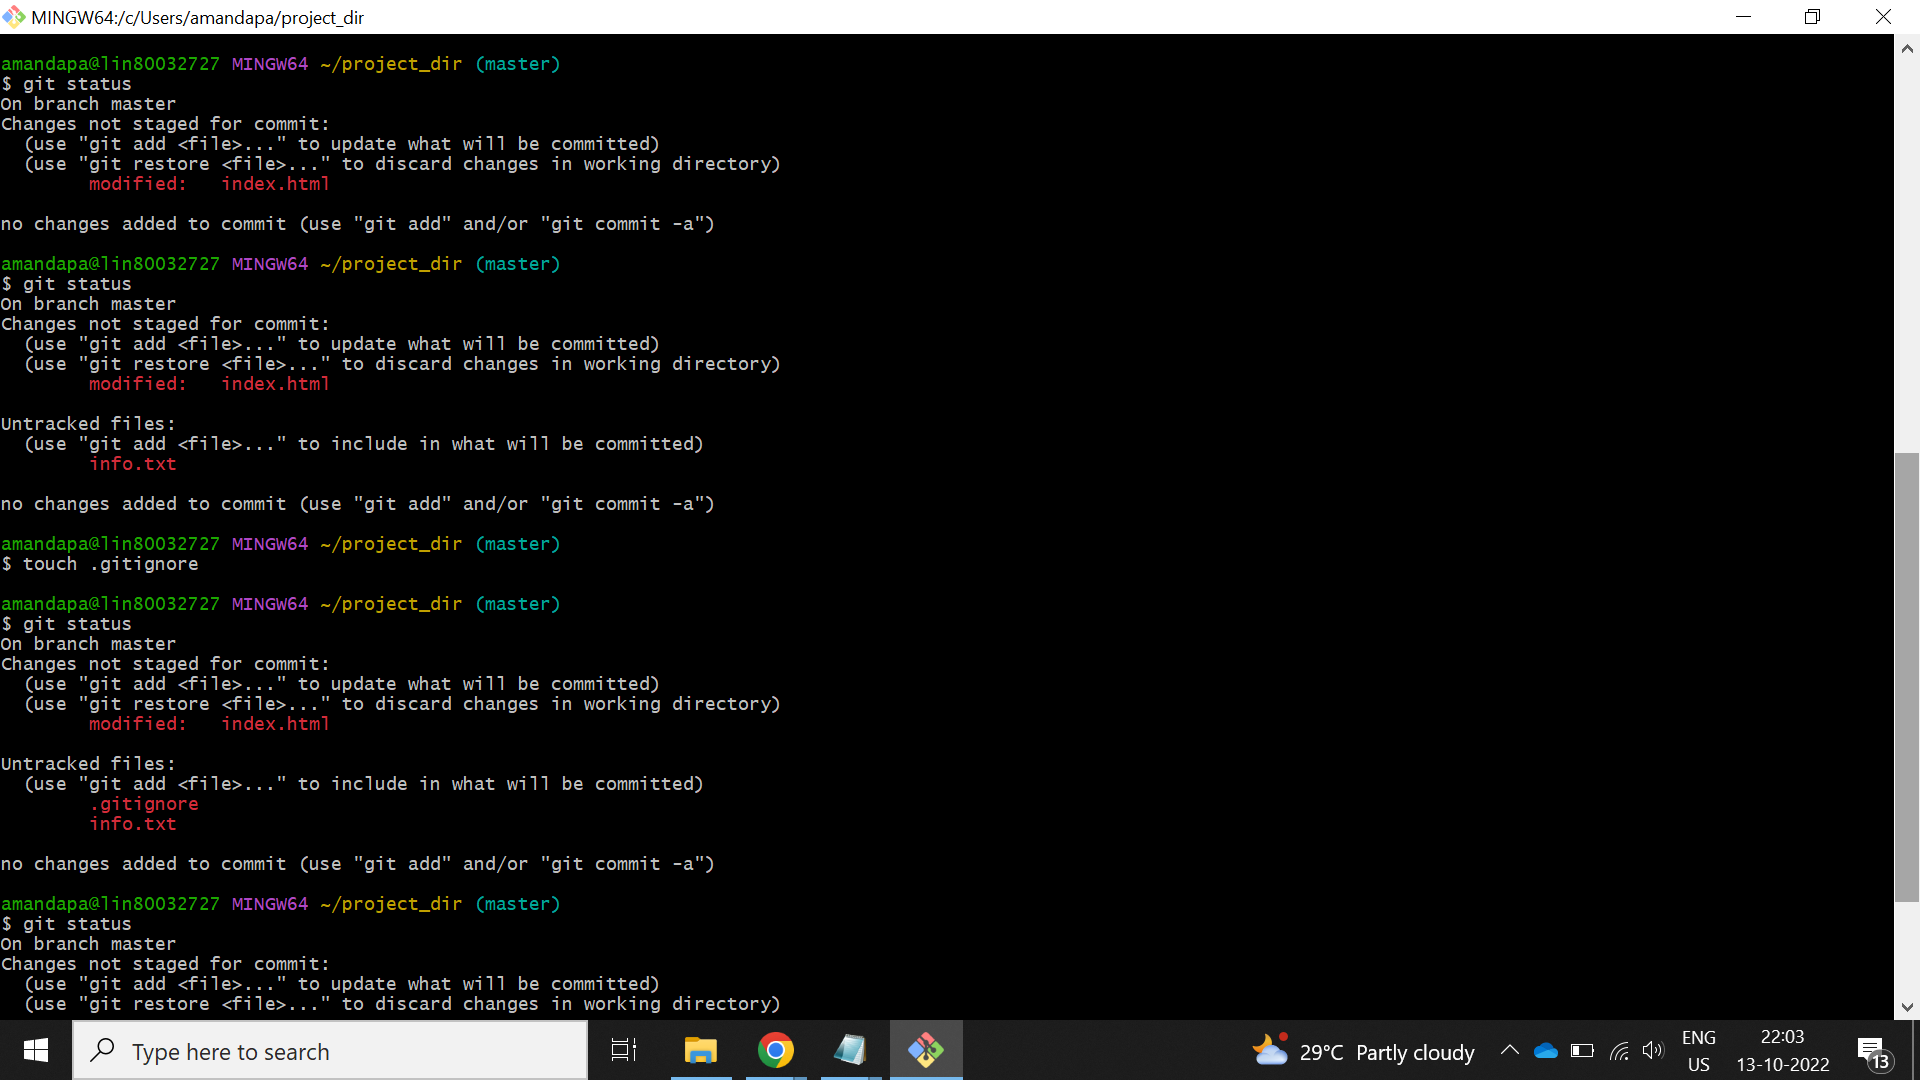 MINGW64:/c/Users/amandapa/project_dir
amandapa@lin80032727 MINGW64 ~/project_dir (master)
$ git status
On branch master
Changes not staged for commit:
  (use "git add <file>..." to update what will be committed)
  (use "git restore <file>..." to discard changes in working directory)
        modified:   index.html

no changes added to commit (use "git add" and/or "git commit -a")

amandapa@lin80032727 MINGW64 ~/project_dir (master)
$ git status
On branch master
Changes not staged for commit:
  (use "git add <file>..." to update what will be committed)
  (use "git restore <file>..." to discard changes in working directory)
        modified:   index.html

Untracked files:
  (use "git add <file>..." to include in what will be committed)
        info.txt

no changes added to commit (use "git add" and/or "git commit -a")

amandapa@lin80032727 MINGW64 ~/project_dir (master)
$ touch .gitignore

amandapa@lin80032727 MINGW64 ~/project_dir (master)
$ git status
On branch master
Changes not staged for commit:
  (use "git add <file>..." to update what will be committed)
  (use "git restore <file>..." to discard changes in working directory)
        modified:   index.html

Untracked files:
  (use "git add <file>..." to include in what will be committed)
        .gitignore
        info.txt

no changes added to commit (use "git add" and/or "git commit -a")

amandapa@lin80032727 MINGW64 ~/project_dir (master)
$ git status
On branch master
Changes not staged for commit:
  (use "git add <file>..." to update what will be committed)
  (use "git restore <file>..." to discard changes in working directory)
Type here to search
29°C Partly cloudy
ENG
US
22:03
13-10-2022
13